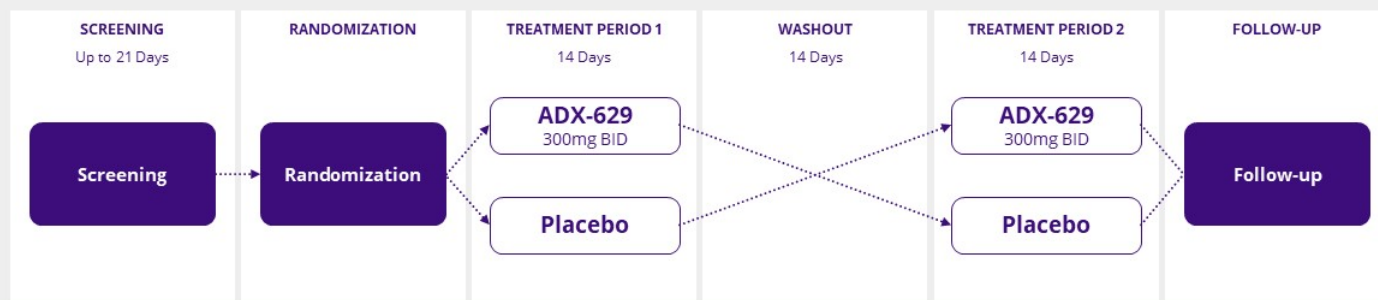 SCREENING
Up to 21 Days
RANDOMIZATION
TREATMENT PERIOD 1
14 Days
WASHOUT
14 Days
TREATMENT PERIOD 2
14 Days
FOLLOW-UP
Screening
Randomization
ADX-629
300mg BID
Placebo
ADX-629
300mg BID
Placebo
Follow-up